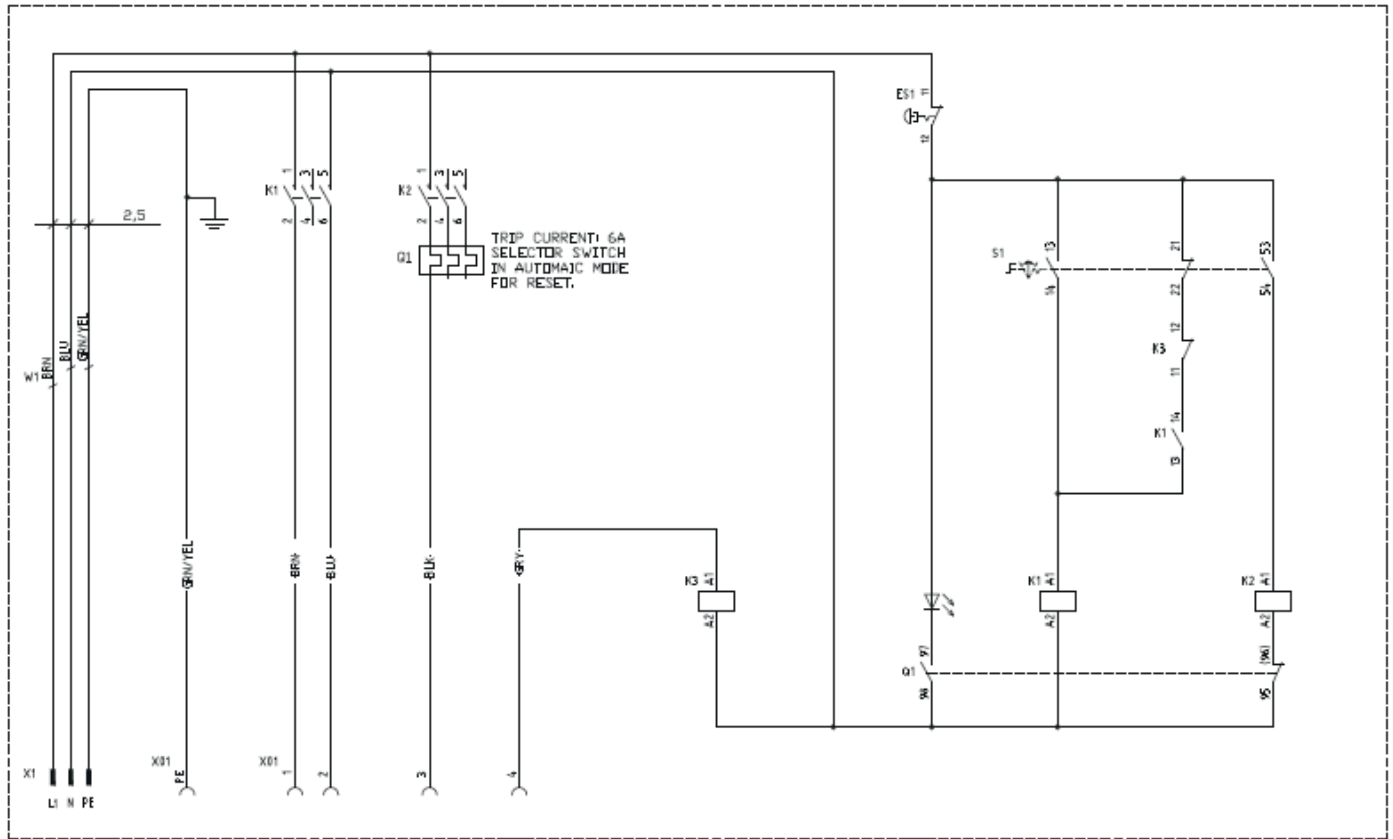 ES1 11
12
K1 1 3 5
2 4 6
K2 1 3 5
2 4 6
2,5
Q1
TRIP CURRENT: 6A
SELECTOR SWITCH
IN AUTOMAIC MODE
FOR RESET.
S1 13 21 53
14 22 54
12
K3
11
14
K1
13
W1 BRN BLU GRN/YEL
GRN/YEL BRN BLU BLK GRY
K3 A1
A2
K1 A1
A2
K2 A1
A2
97 (96)
Q1
98 95
X1
L1 N PE
X01 PE
X01 1 2 3 4